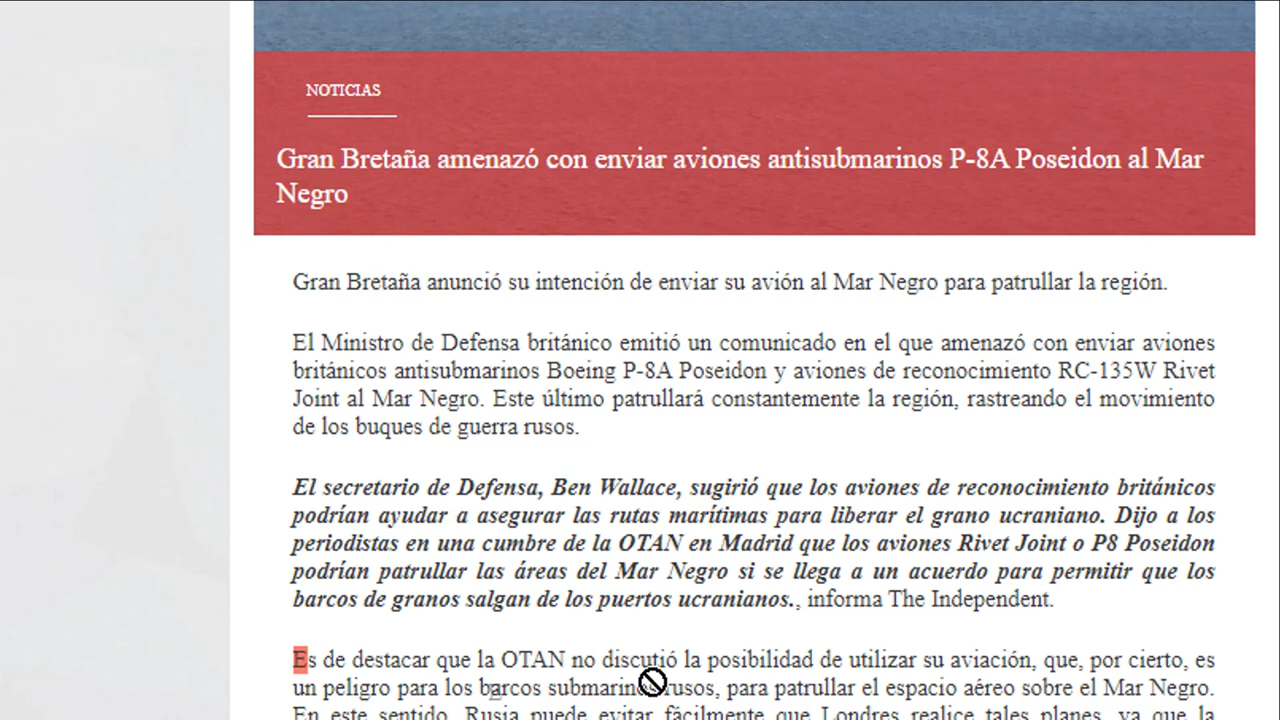 NOTICIAS
Gran Bretaña amenazó con enviar aviones antisubmarinos P-8A Poseidon al Mar
Negro
Gran Bretaña anunció su intención de enviar su avión al Mar Negro para patrullar la región.
El Ministro de Defensa británico emitió un comunicado en el que amenazó con enviar aviones
británicos antisubmarinos Boeing P-8A Poseidon y aviones de reconocimiento RC-135W Rivet
Joint al Mar Negro. Este último patrullará constantemente la región, rastreando el movimiento
de los buques de guerra rusos.
El secretario de Defensa, Ben Wallace, sugirió que los aviones de reconocimiento británicos
podrían ayudar a asegurar las rutas marítimas para liberar el grano ucraniano. Dijo a los
periodistas en una cumbre de la OTAN en Madrid que los aviones Rivet Joint o P8 Poseidon
podrían patrullar las áreas del Mar Negro si se llega a un acuerdo para permitir que los
barcos de granos salgan de los puertos ucranianos., informa The Independent.
Es de destacar que la OTAN no discutió la posibilidad de utilizar su aviación, que, por cierto, es
un peligro para los barcos submarinos rusos, para patrullar el espacio aéreo sobre el Mar Negro.
En este sentido, Rusia puede evitar fácilmente que Londres realice tales planes, ya que la